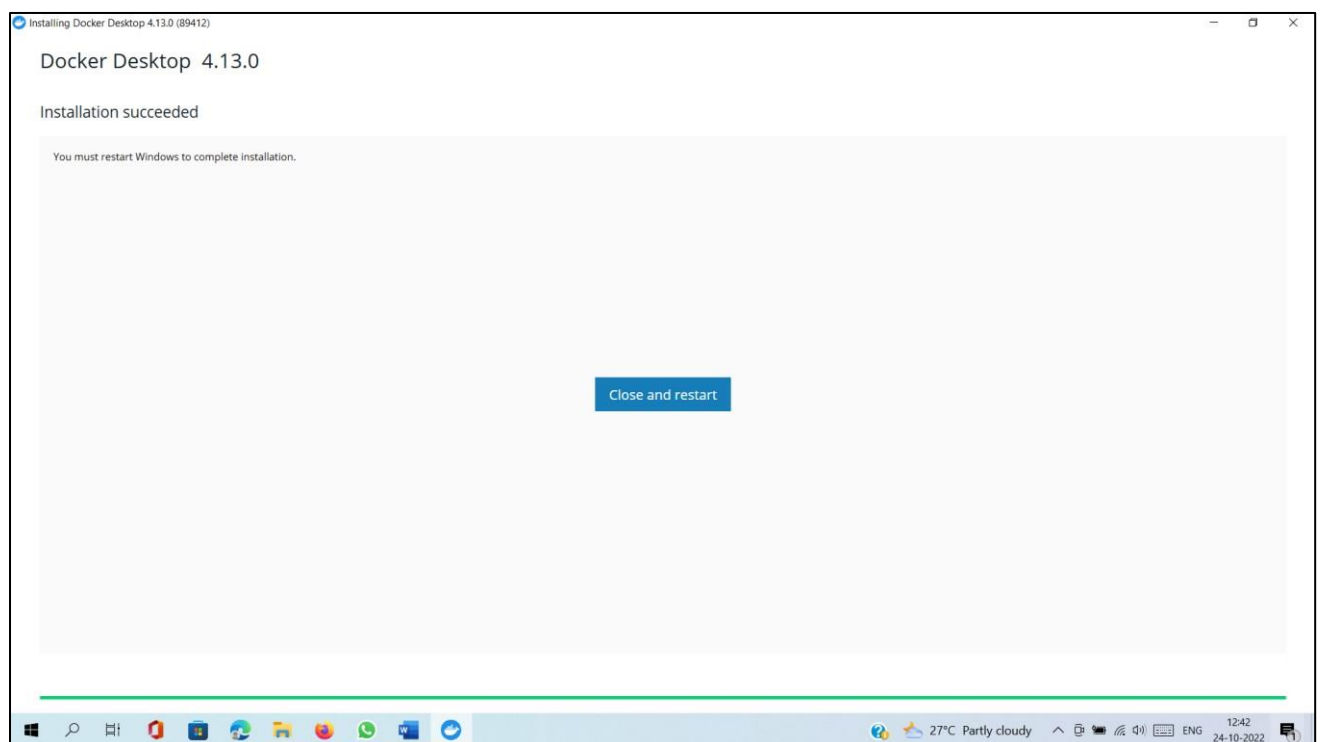 Installing Docker Desktop 4.13.0 (89412)
Docker Desktop 4.13.0
Installation succeeded
You must restart Windows to complete installation.
Close and restart
27°C Partly cloudy
ENG
12:42
24-10-2022
1